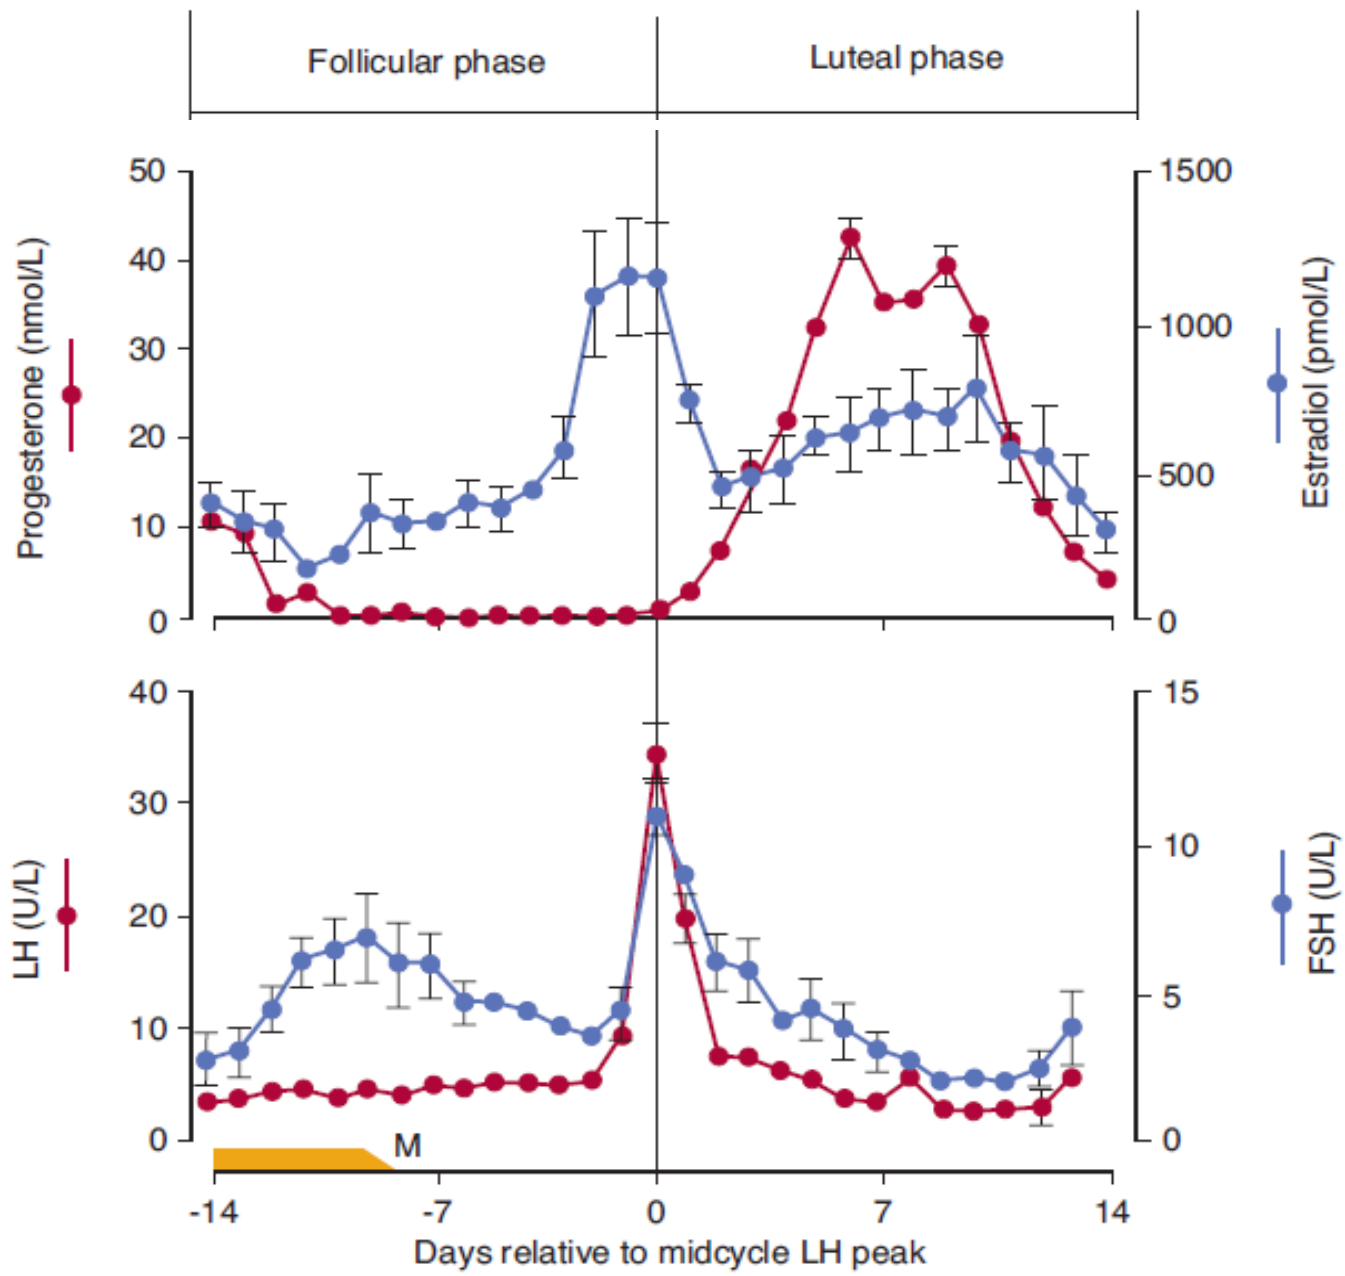 Follicular phase
Luteal phase
50
40
30
20
10
0
Progesterone (nmol/L)
1500
1000
500
0
Estradiol (pmol/L)
40
30
20
10
0
LH (U/L)
15
10
5
0
FSH (U/L)
M
-14 -7 0 7 14
Days relative to midcycle LH peak